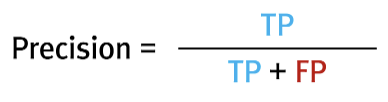 TP
Precision =
TP + FP